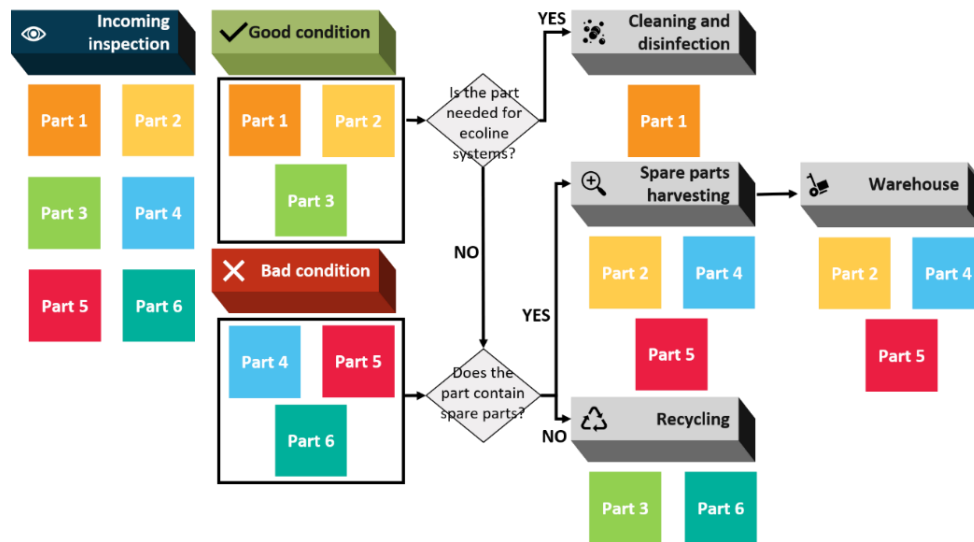 Incoming
inspection
Part 1
Part 2
Part 3
Part 4
Part 5
Part 6
Good condition
Part 1
Part 2
Part 3
Bad condition
Part 4
Part 5
Part 6
Is the part
needed for
ecoline
systems?
YES
NO
Does the
part contain
spare parts?
YES
NO
Cleaning and
disinfection
Part 1
Spare parts
harvesting
Part 2
Part 4
Part 5
Warehouse
Part 2
Part 4
Part 5
Recycling
Part 3
Part 6